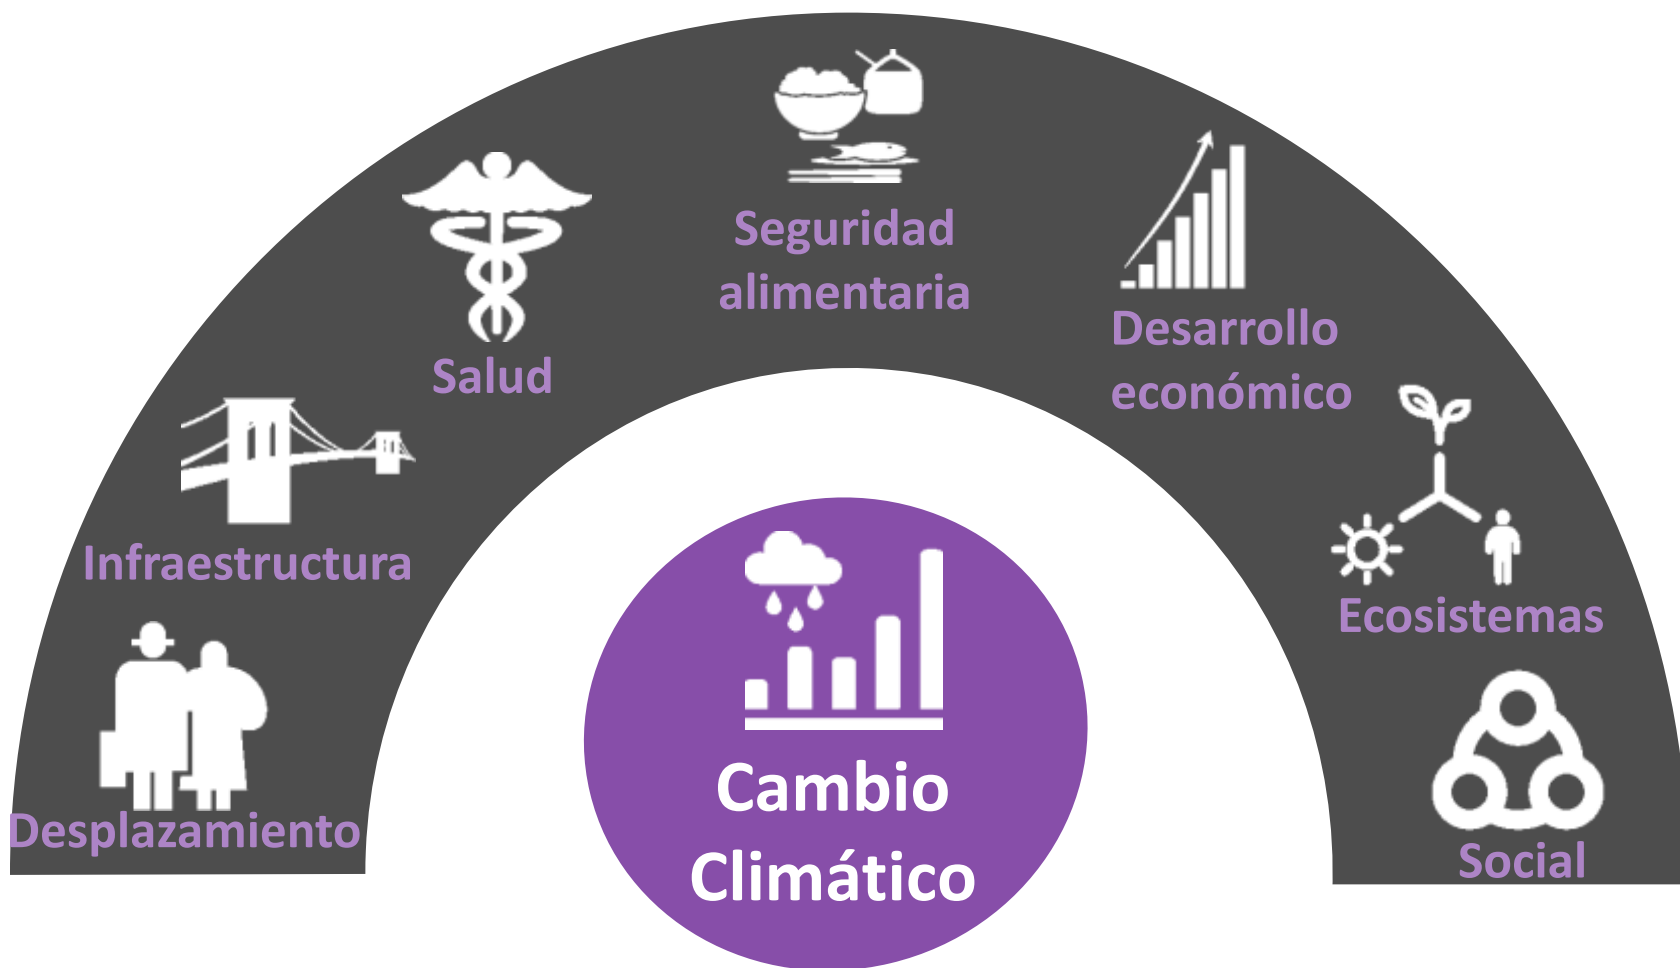 Seguridad
alimentaria
Desarrollo
económico
Salud
Infraestructura
Ecosistemas
Desplazamiento
Social
Cambio
Climático